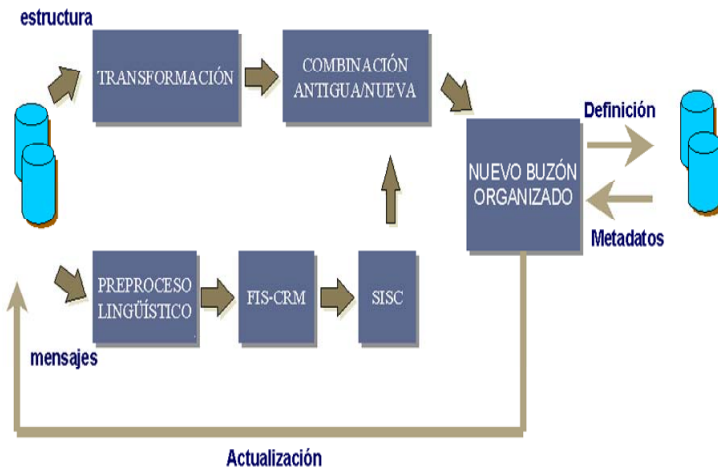 estructura
TRANSFORMACIÓN
COMBINACIÓN
ANTIGUA/NUEVA
Definición
NUEVO BUZÓN
ORGANIZADO
Metadatos
PREPROCESO
LINGÜÍSTICO
FIS-CRM
SISC
mensajes
Actualización